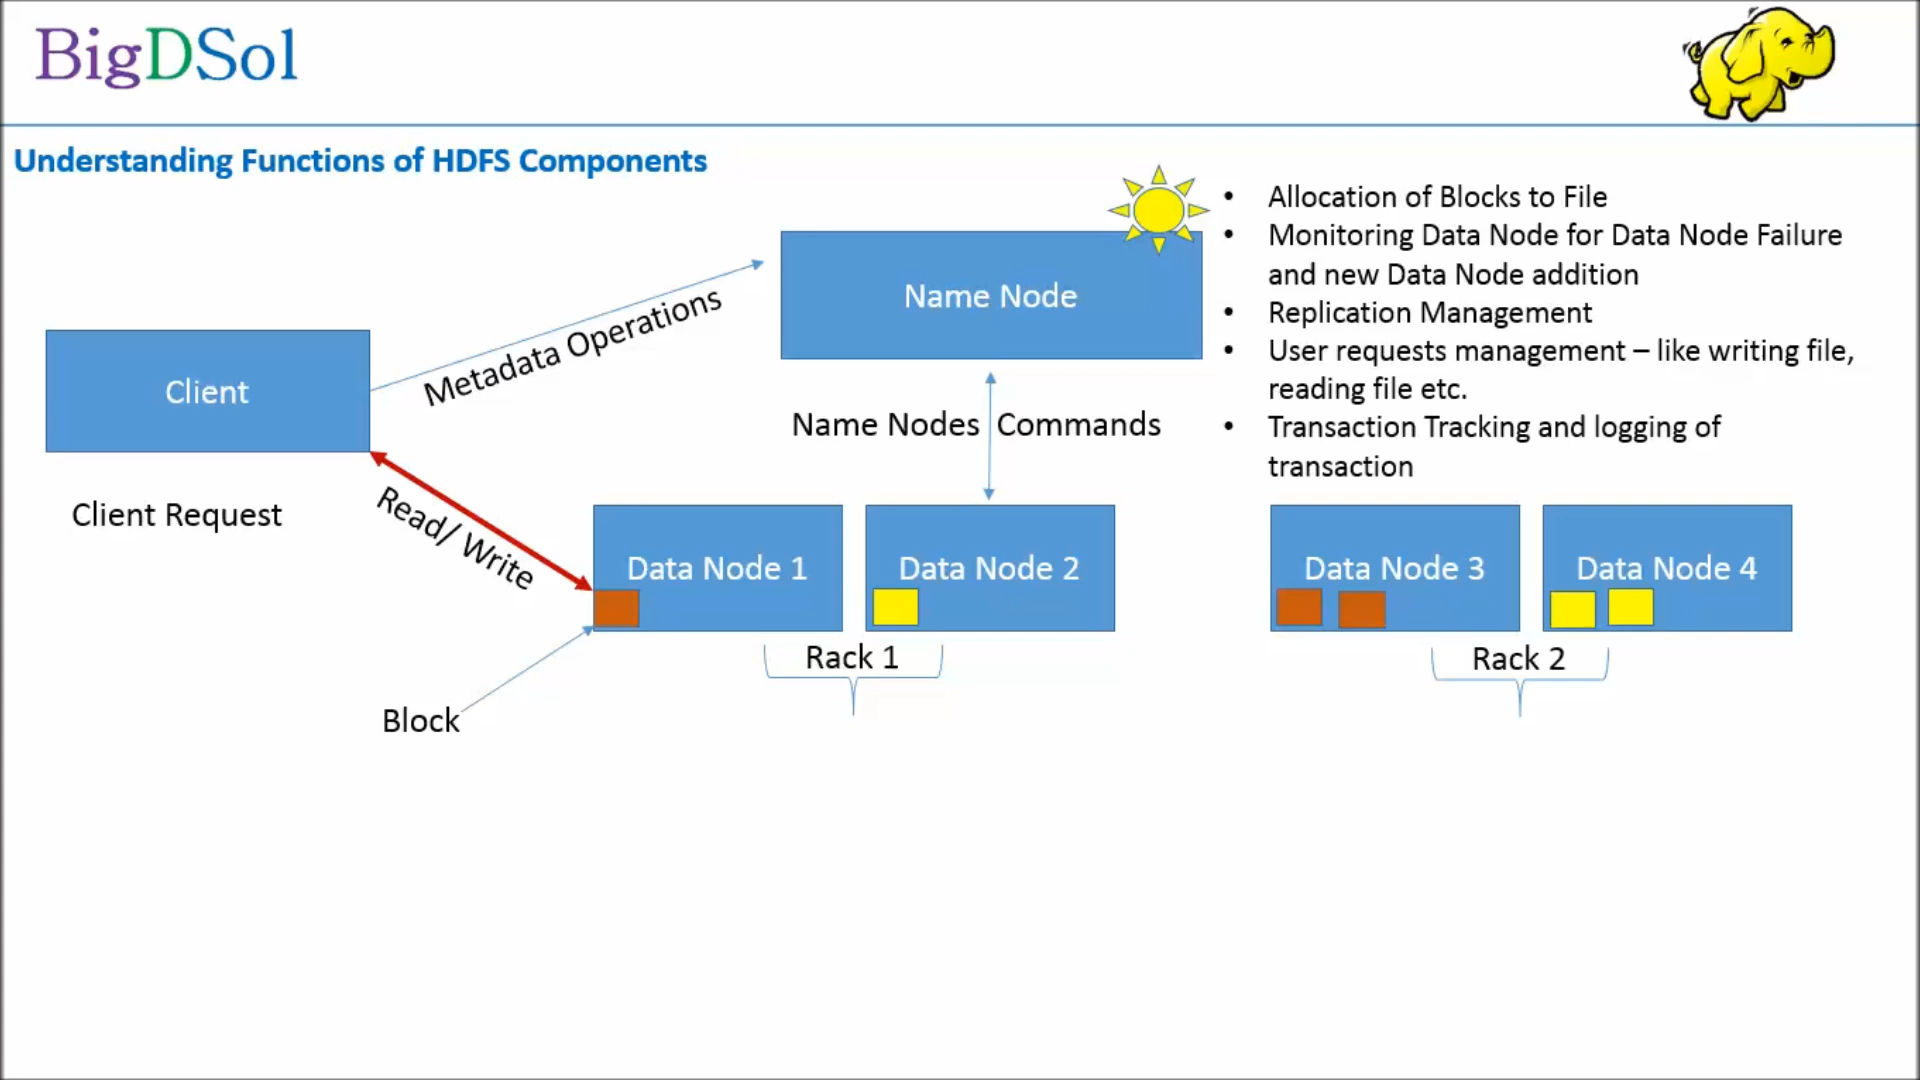 BigDSol
Understanding Functions of HDFS Components
• Allocation of Blocks to File
• Monitoring Data Node for Data Node Failure
and new Data Node addition
• Replication Management
• User requests management – like writing file,
reading file etc.
• Transaction Tracking and logging of
transaction
Name Node
Metadata Operations
Client
Name Nodes Commands
Client Request
Read/ Write
Data Node 1
Data Node 2
Data Node 3
Data Node 4
Rack 1
Rack 2
Block